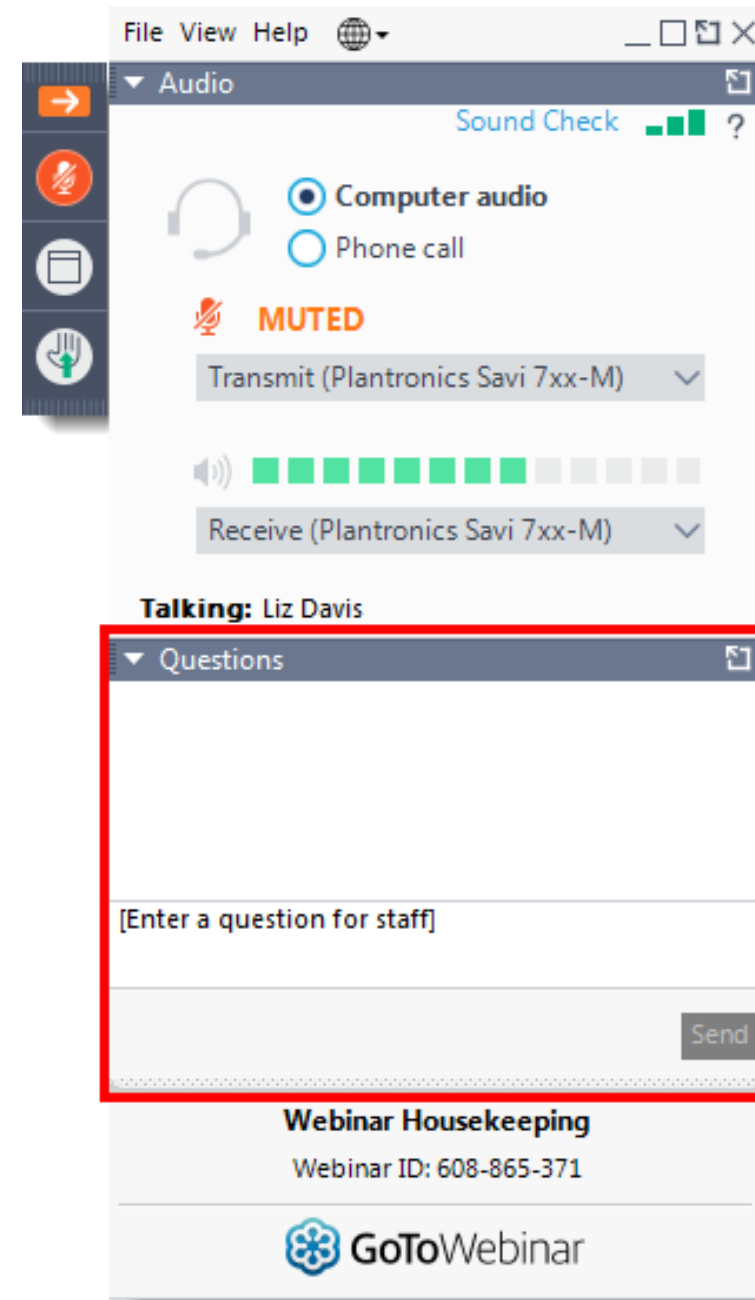 File View Help
Audio
Sound Check ?
Computer audio
Phone call
MUTED
Transmit (Plantronics Savi 7xx-M)
Receive (Plantronics Savi 7xx-M)
Talking: Liz Davis
Questions
[Enter a question for staff]
Send
Webinar Housekeeping
Webinar ID: 608-865-371
GoToWebinar